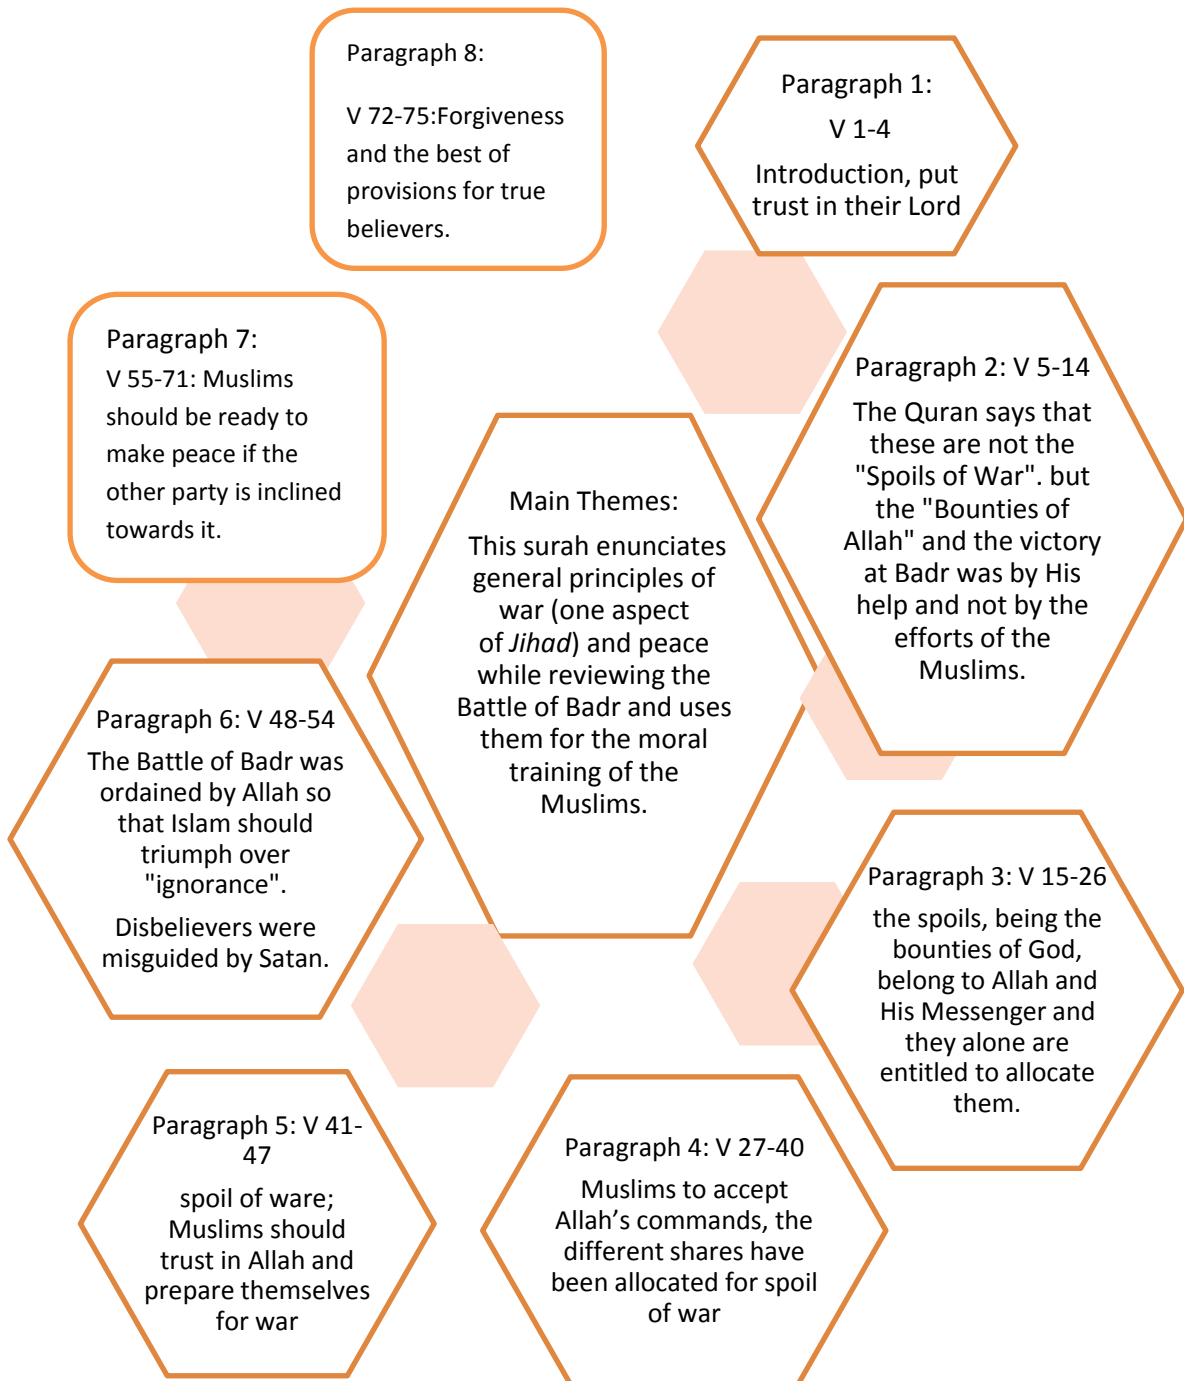 Paragraph 1:
V 1-4
Introduction, put
trust in their Lord
Paragraph 2: V 5-14
The Quran says that
these are not the
"Spoils of War". but
the "Bounties of
Allah" and the victory
at Badr was by His
help and not by the
efforts of the
Muslims.
Paragraph 3: V 15-26
the spoils, being the
bounties of God,
belong to Allah and
His Messenger and
they alone are
entitled to allocate
them.
Paragraph 4: V 27-40
Muslims to accept
Allah’s commands, the
different shares have
been allocated for spoil
of war
Paragraph 5: V 41-
47
spoil of ware;
Muslims should
trust in Allah and
prepare themselves
for war
Paragraph 6: V 48-54
The Battle of Badr was
ordained by Allah so
that Islam should
triumph over
"ignorance".
Disbelievers were
misguided by Satan.
Paragraph 7:
V 55-71: Muslims
should be ready to
make peace if the
other party is inclined
towards it.
Paragraph 8:
V 72-75:Forgiveness
and the best of
provisions for true
believers.
Main Themes:
This surah enunciates
general principles of
war (one aspect
of Jihad) and peace
while reviewing the
Battle of Badr and uses
them for the moral
training of the
Muslims.